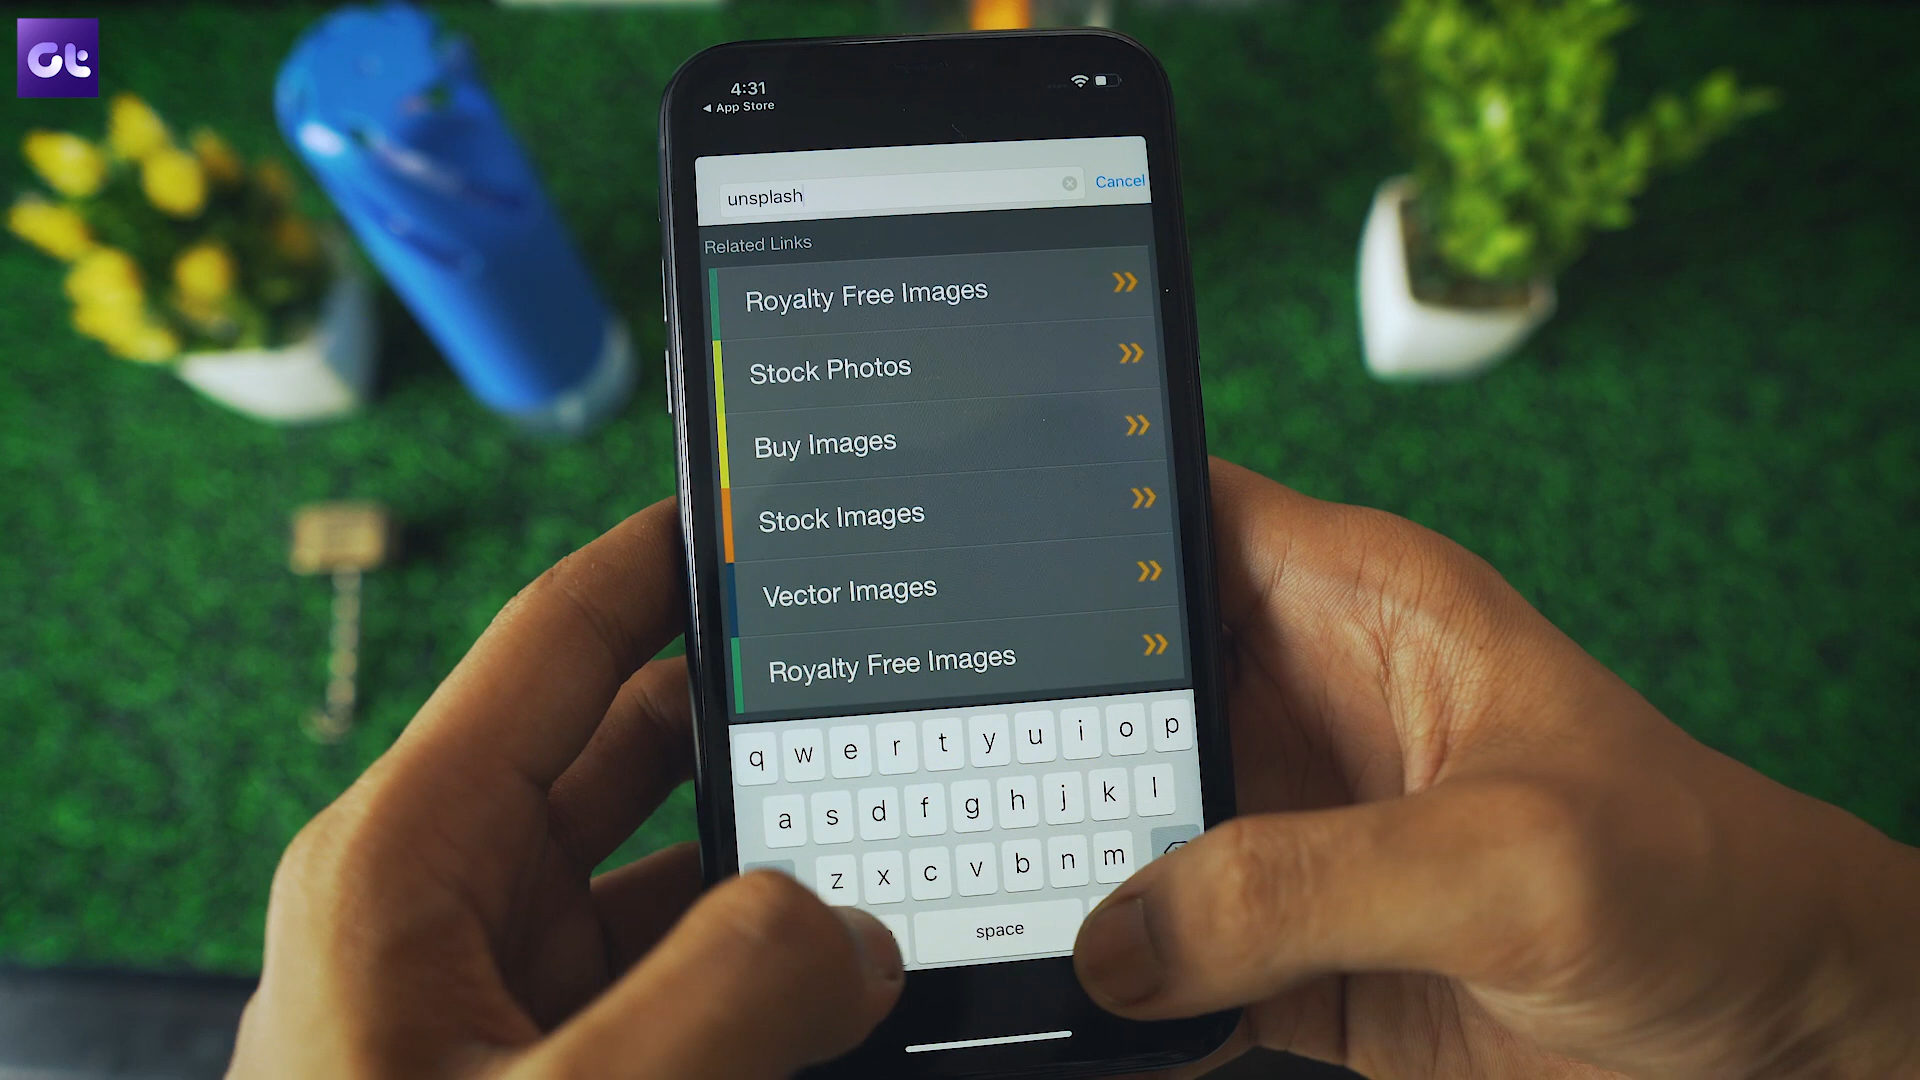 Gt
4:31
◀ App Store
unsplash
Cancel
Related Links
Royalty Free Images
Stock Photos
Buy Images
Stock Images
Vector Images
Royalty Free Images
q w e r t y u i o p
a s d f g h j k l
z x c v b n m
space